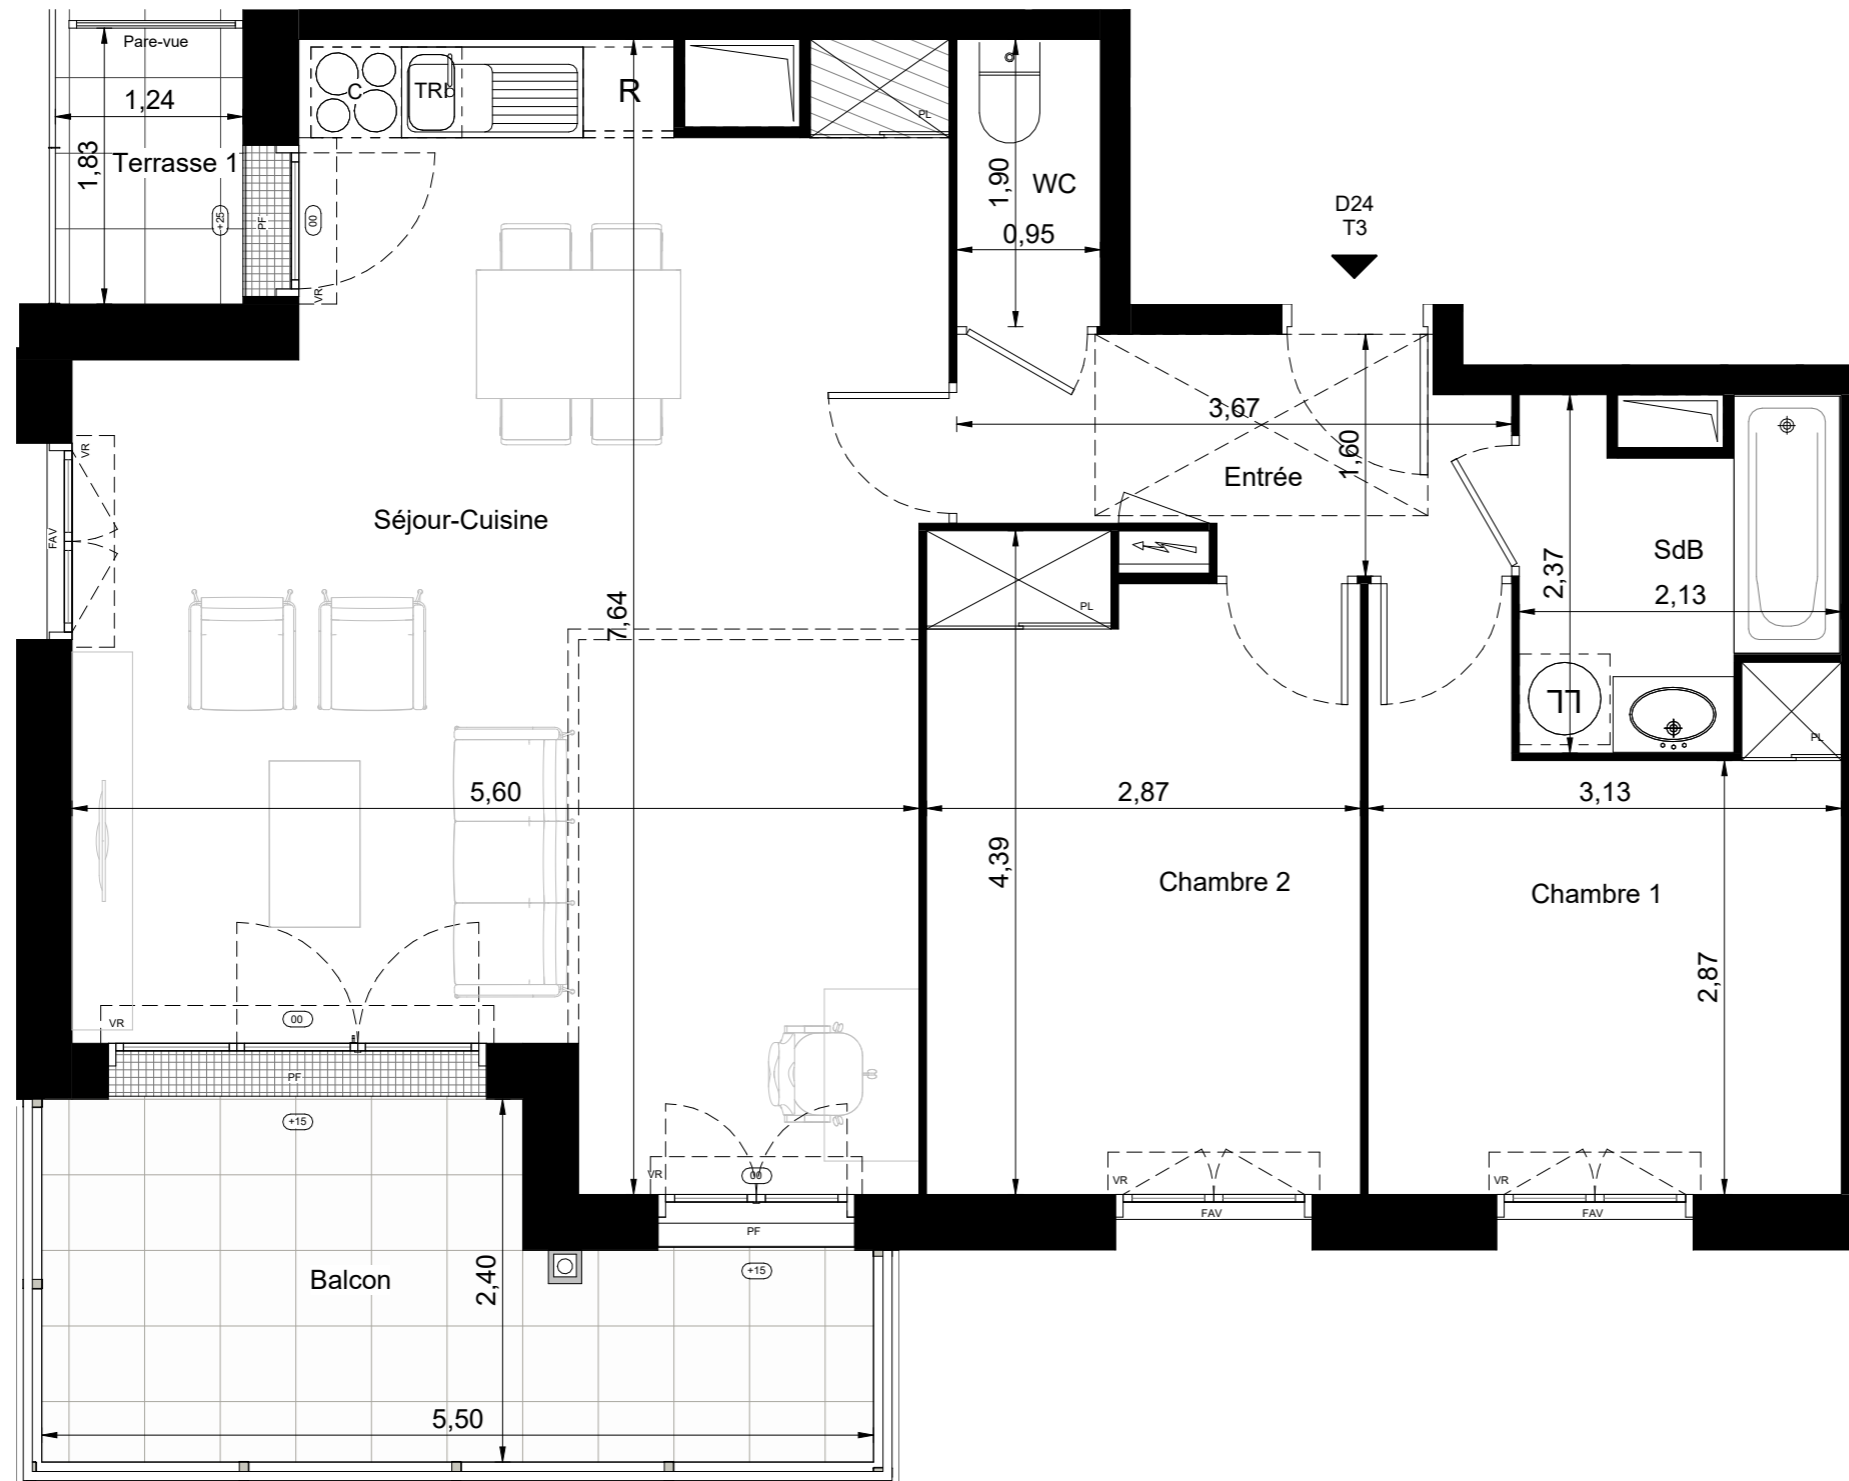 Pare-vue
1,24
1,83
Terrasse 1
+25
PF
00
VR
C
TRI
R
PL
1,90
WC
0,95
D24
T3
3,67
1,60
Entrée
VR
FAV
Séjour-Cuisine
7,64
PL
2,37
SdB
2,13
LL
PL
5,60
2,87
3,13
4,39
Chambre 2
Chambre 1
2,87
VR
00
PF
+15
VR
00
PF
VR
FAV
VR
FAV
+15
Balcon
2,40
5,50